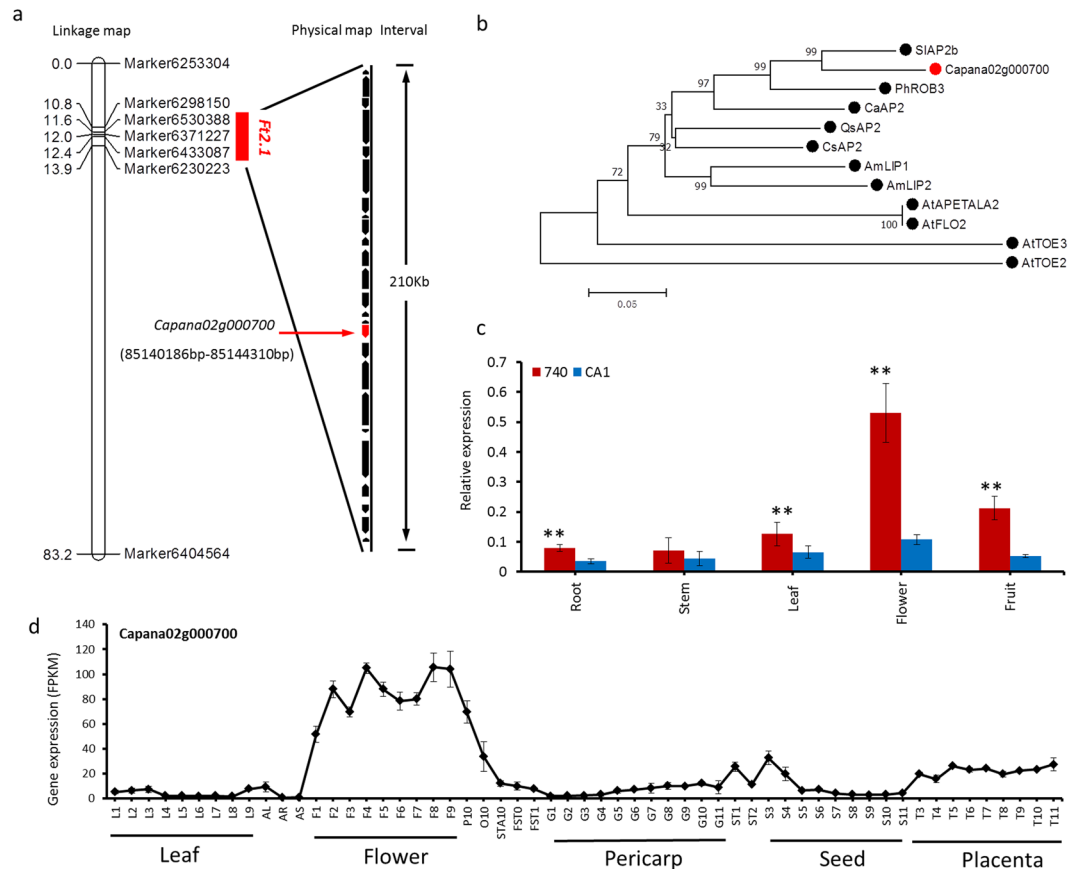 a
Linkage map
Physical map
Interval
0.0
Marker6253304
10.8
Marker6298150
11.6
Marker6530388
12.0
Marker6371227
12.4
Marker6433087
13.9
Marker6230223
Ft2.1
210Kb
Capana02g000700
(85140186bp-85144310bp)
83.2
Marker6404564
b
99
SlAP2b
Capana02g000700
99
PhROB3
97
CaAP2
33
QsAP2
79
32
CsAP2
AmLIP1
99
AmLIP2
72
AtAPETALA2
100
AtFLO2
AtTOE3
AtTOE2
0.05
c
740
CA1
Relative expression
0.7
0.6
0.5
0.4
0.3
0.2
0.1
0
**
**
**
**
Root
Stem
Leaf
Flower
Fruit
d
Capana02g000700
Gene expression (FPKM)
140
120
100
80
60
40
20
0
L1 L2 L3 L4 L5 L6 L7 L8 L9 AL AR AS F1 F2 F3 F4 F5 F6 F7 F8 F9 P10 O10 STA10 FST0 FST1 G1 G2 G3 G4 G5 G6 G7 G8 G9 G10 G11 ST1 ST2 S3 S4 S5 S6 S7 S8 S9 S10 S11 T3 T4 T5 T6 T7 T8 T9 T10 T11
Leaf
Flower
Pericarp
Seed
Placenta